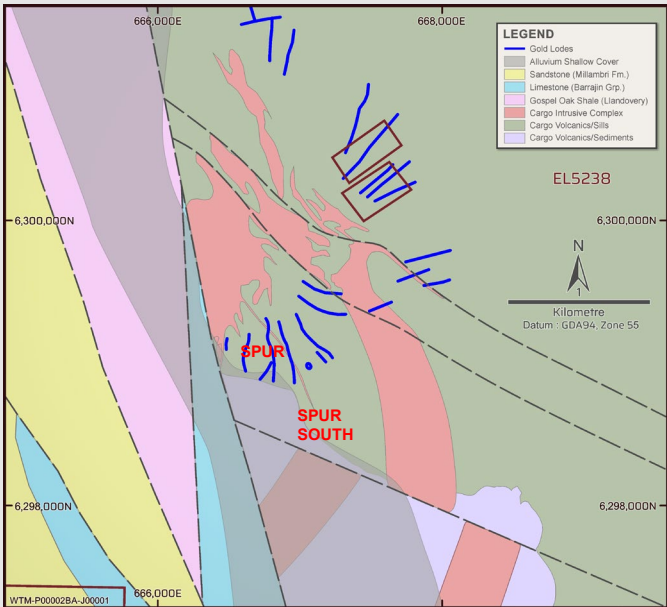 666,000E
668,000E
LEGEND
Gold Lodes
Alluvium Shallow Cover
Sandstone (Millambri Fm.)
Limestone (Barrajin Grp.)
Gospel Oak Shale (Llandovery)
Cargo Intrusive Complex
Cargo Volcanics/Sills
Cargo Volcanics/Sediments
EL5238
6,300,000N
6,300,000N
N
1
Kilometre
Datum : GDA94, Zone 55
SPUR
SPUR
SOUTH
6,298,000N
6,298,000N
666,000E
WTM-P00002BA-J00001